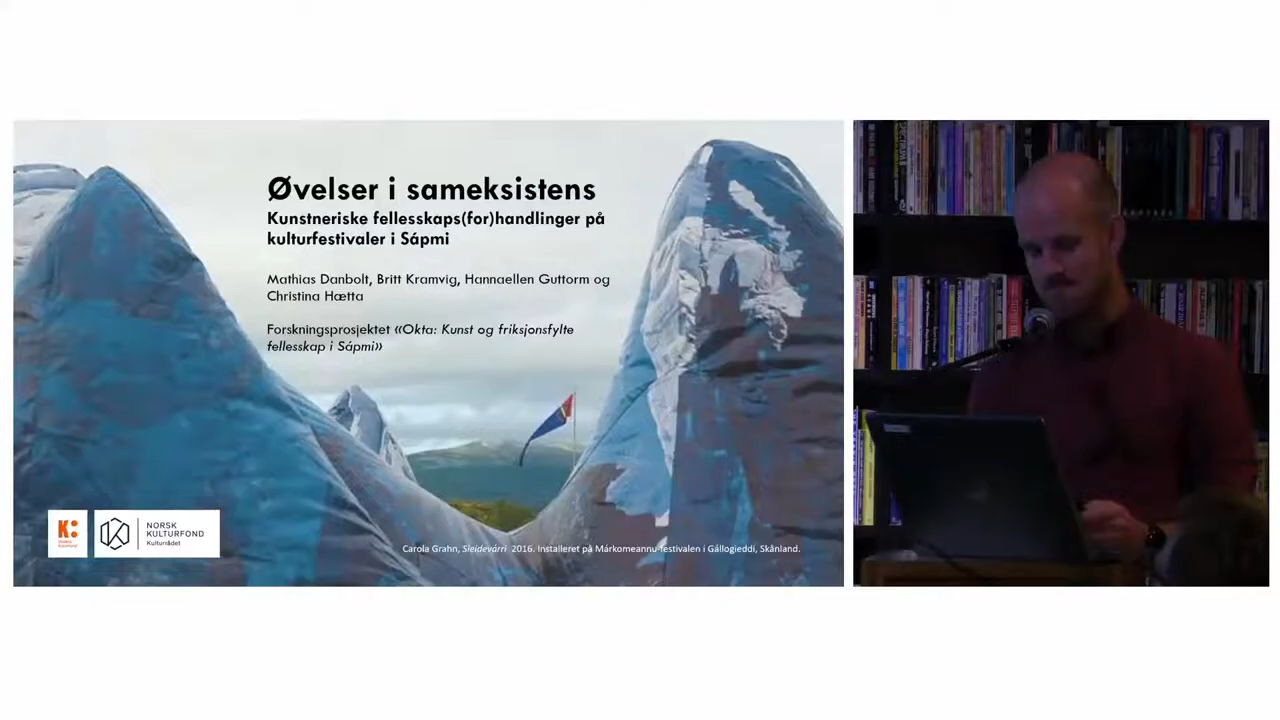 Øvelser i sameksistens
Kunstneriske fellesskaps(for)handlinger på
kulturfestivaler i Sápmi
Mathias Danbolt, Britt Kramvig, Hannaellen Guttorm og
Christina Hætta
Forskningsprosjektet «Okta: Kunst og friksjonsfylte
fellesskap i Sápmi»
K:
NORSK
KULTURFOND
Kulturrådet
Carola Grahn, Sleidevárri 2016. Installeret på Márkomeannu-festivalen i Gállogieddi, Skånland.